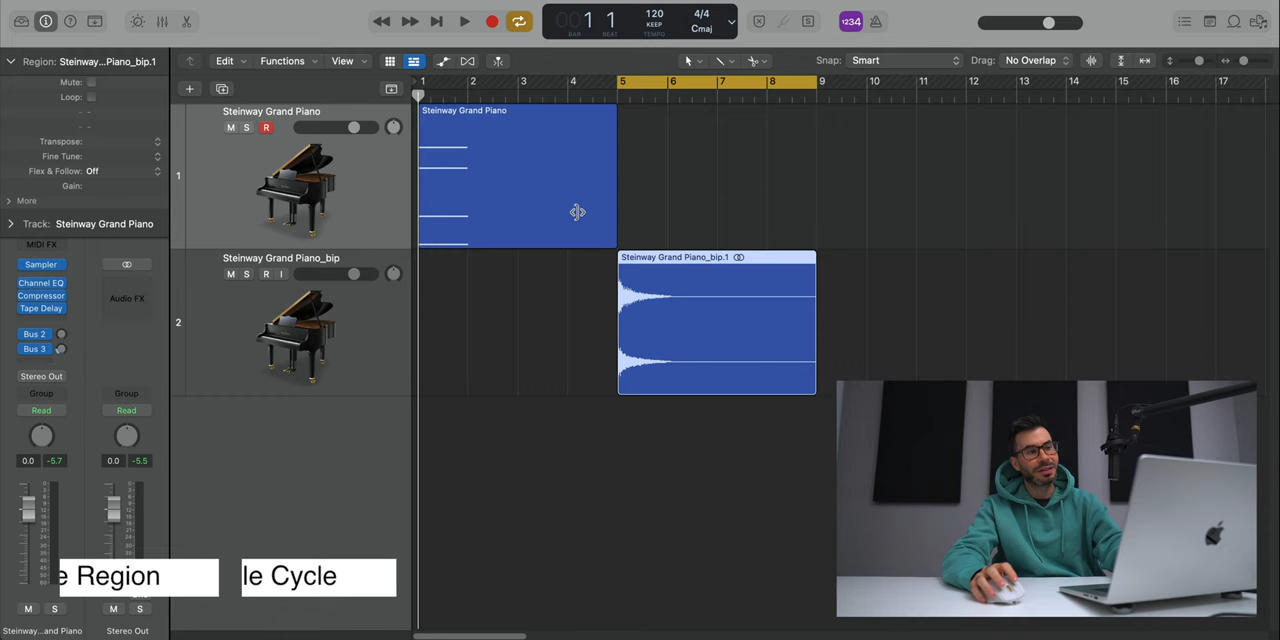 1 1
120
KEEP
4/4
Cmaj
BAR
BEAT
TEMPO
1234
Region: Steinway...Piano_bip.1
Mute:
Loop:
Transpose:
Fine Tune:
Flex & Follow: Off
Gain:
More
Track: Steinway Grand Piano
Edit
Functions
View
Snap: Smart
Drag: No Overlap
1 2 3 4 5 6 7 8 9 10 11 12 13 14 15 16 17
1
Steinway Grand Piano
M S R
Steinway Grand Piano
2
Steinway Grand Piano_bip
M S R I
Steinway Grand Piano_bip.1
MIDI FX
Sampler
Channel EQ
Compressor
Tape Delay
Audio FX
Bus 2
Bus 3
Stereo Out
Group
Group
Read
Read
0.0 -5.7
0.0 -5.5
e Region
le Cycle
M S
M S
Steinway...and Piano
Stereo Out